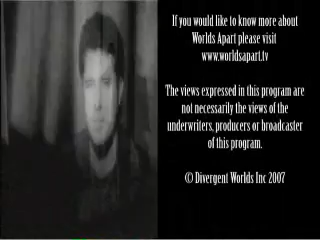 If you would like to know more about
Worlds Apart please visit
www.worldsapart.tv
The views expressed in this program are
not necessarily the views of the
underwriters, producers or broadcaster
of this program.
© Divergent Worlds Inc 2007